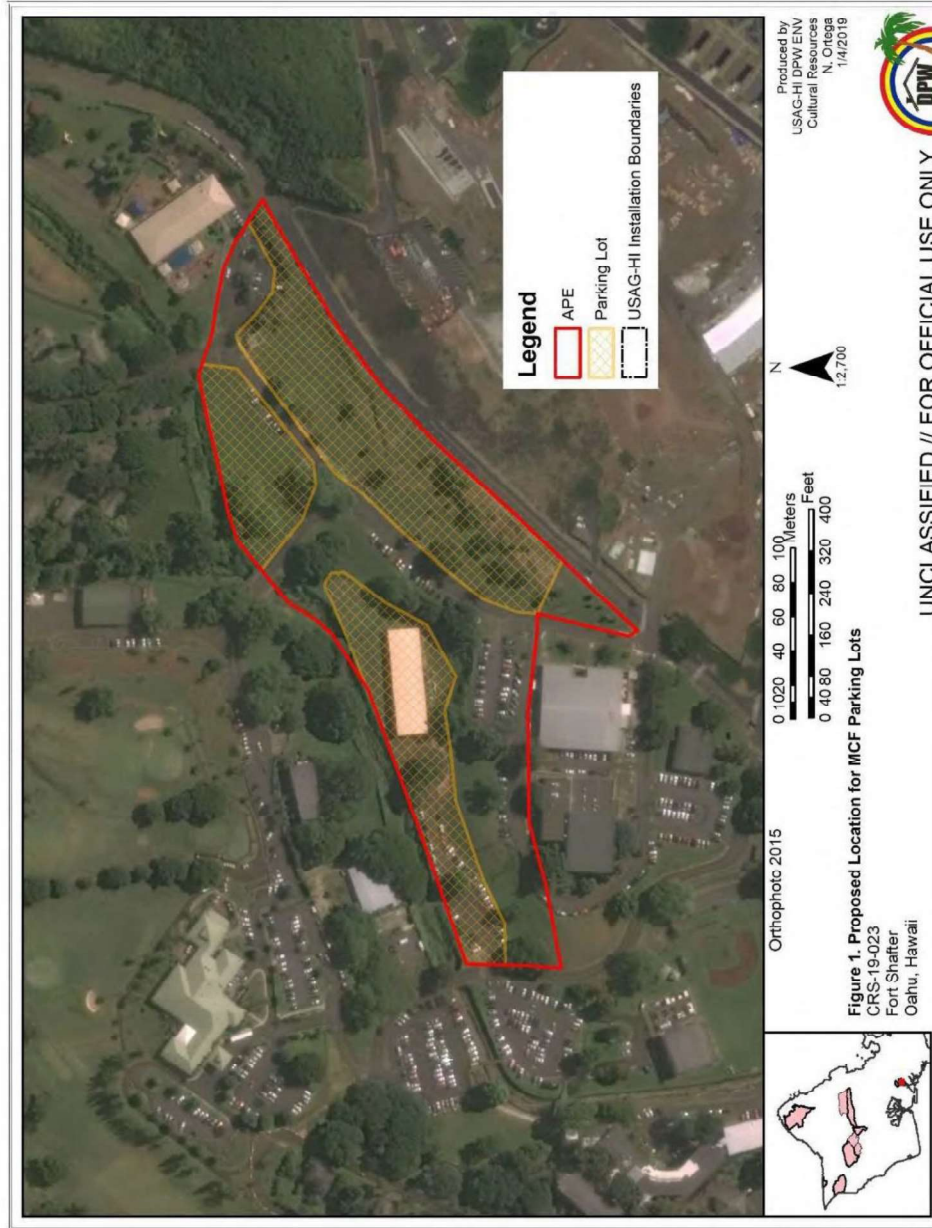 Legend
APE
Parking Lot
USAG-HI Installation Boundaries
Orthophoto 2015
Figure 1. Proposed Location for MCF Parking Lots
CRS-19-023
Fort Shafter
Oahu, Hawaii
0 10 20 40 60 80 100
Meters
0 40 80 160 240 320 400
Feet
N
1:2,700
Produced by
USAG-HI DPW ENV
Cultural Resources
N. Ortega
1/4/2019
DPW
UNCLASSIFIED // FOR OFFICIAL USE ONLY